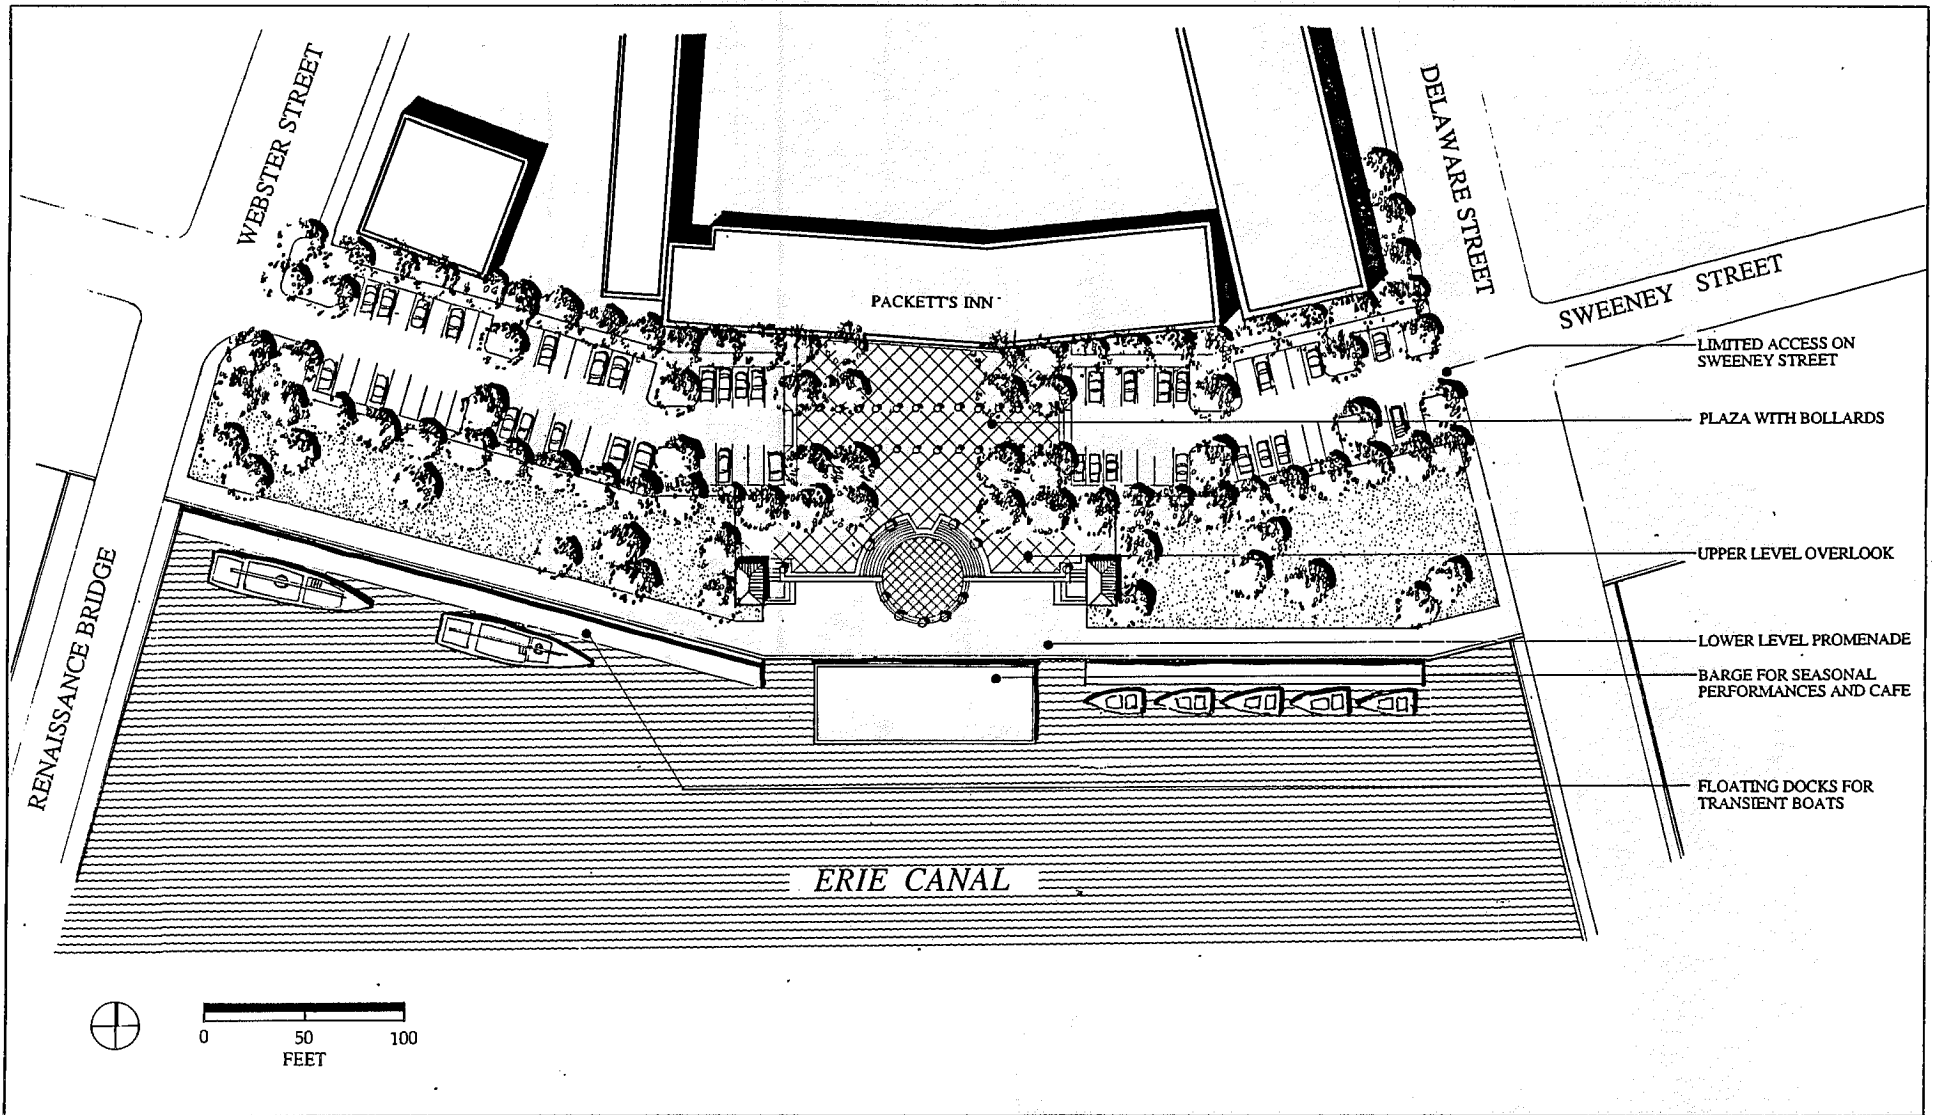 WEBSTER STREET
DELAWARE STREET
PACKETT'S INN
SWEENEY STREET
LIMITED ACCESS ON
SWEENEY STREET
PLAZA WITH BOLLARDS
UPPER LEVEL OVERLOOK
RENAISSANCE BRIDGE
LOWER LEVEL PROMENADE
BARGE FOR SEASONAL
PERFORMANCES AND CAFE
FLOATING DOCKS FOR
TRANSIENT BOATS
ERIE CANAL
0 50 100
FEET